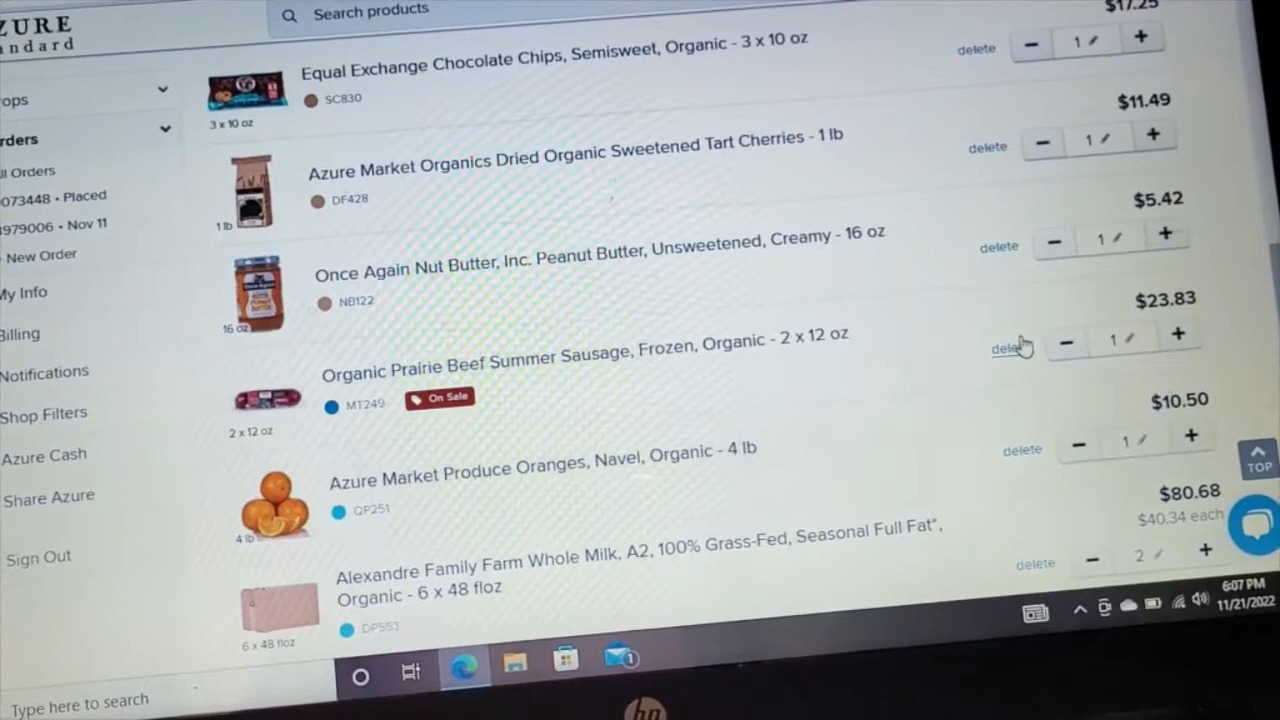 ZURE
andard
Search products
ops
rders
ll Orders
073448 • Placed
979006 • Nov 11
New Order
My Info
Billing
Notifications
Shop Filters
Azure Cash
Share Azure
Sign Out
$17.25
Equal Exchange Chocolate Chips, Semisweet, Organic - 3 x 10 oz
SC830
3 x 10 oz
delete
1
$11.49
Azure Market Organics Dried Organic Sweetened Tart Cherries - 1 lb
DF428
1 lb
delete
1
$5.42
Once Again Nut Butter, Inc. Peanut Butter, Unsweetened, Creamy - 16 oz
NB122
16 oz
delete
1
$23.83
Organic Prairie Beef Summer Sausage, Frozen, Organic - 2 x 12 oz
MT249
On Sale
2 x 12 oz
dele
1
$10.50
Azure Market Produce Oranges, Navel, Organic - 4 lb
QP251
4 lb
delete
1
$80.68
$40.34 each
Alexandre Family Farm Whole Milk, A2, 100% Grass-Fed, Seasonal Full Fat*,
Organic - 6 x 48 floz
DP553
6 x 48 floz
delete
2
TOP
6:07 PM
11/21/2022
1
Type here to search
hp